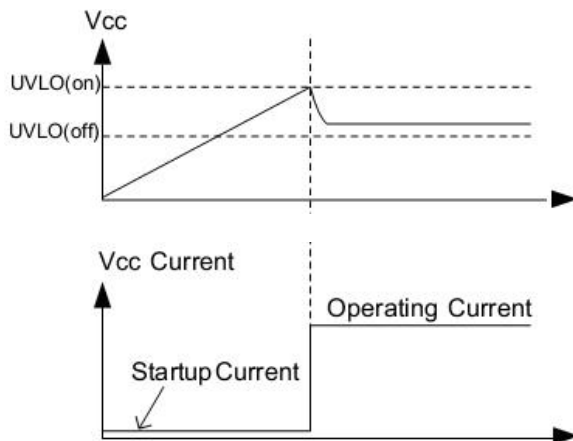 Vcc
UVLO(on)
UVLO(off)
Vcc Current
Operating Current
Startup Current